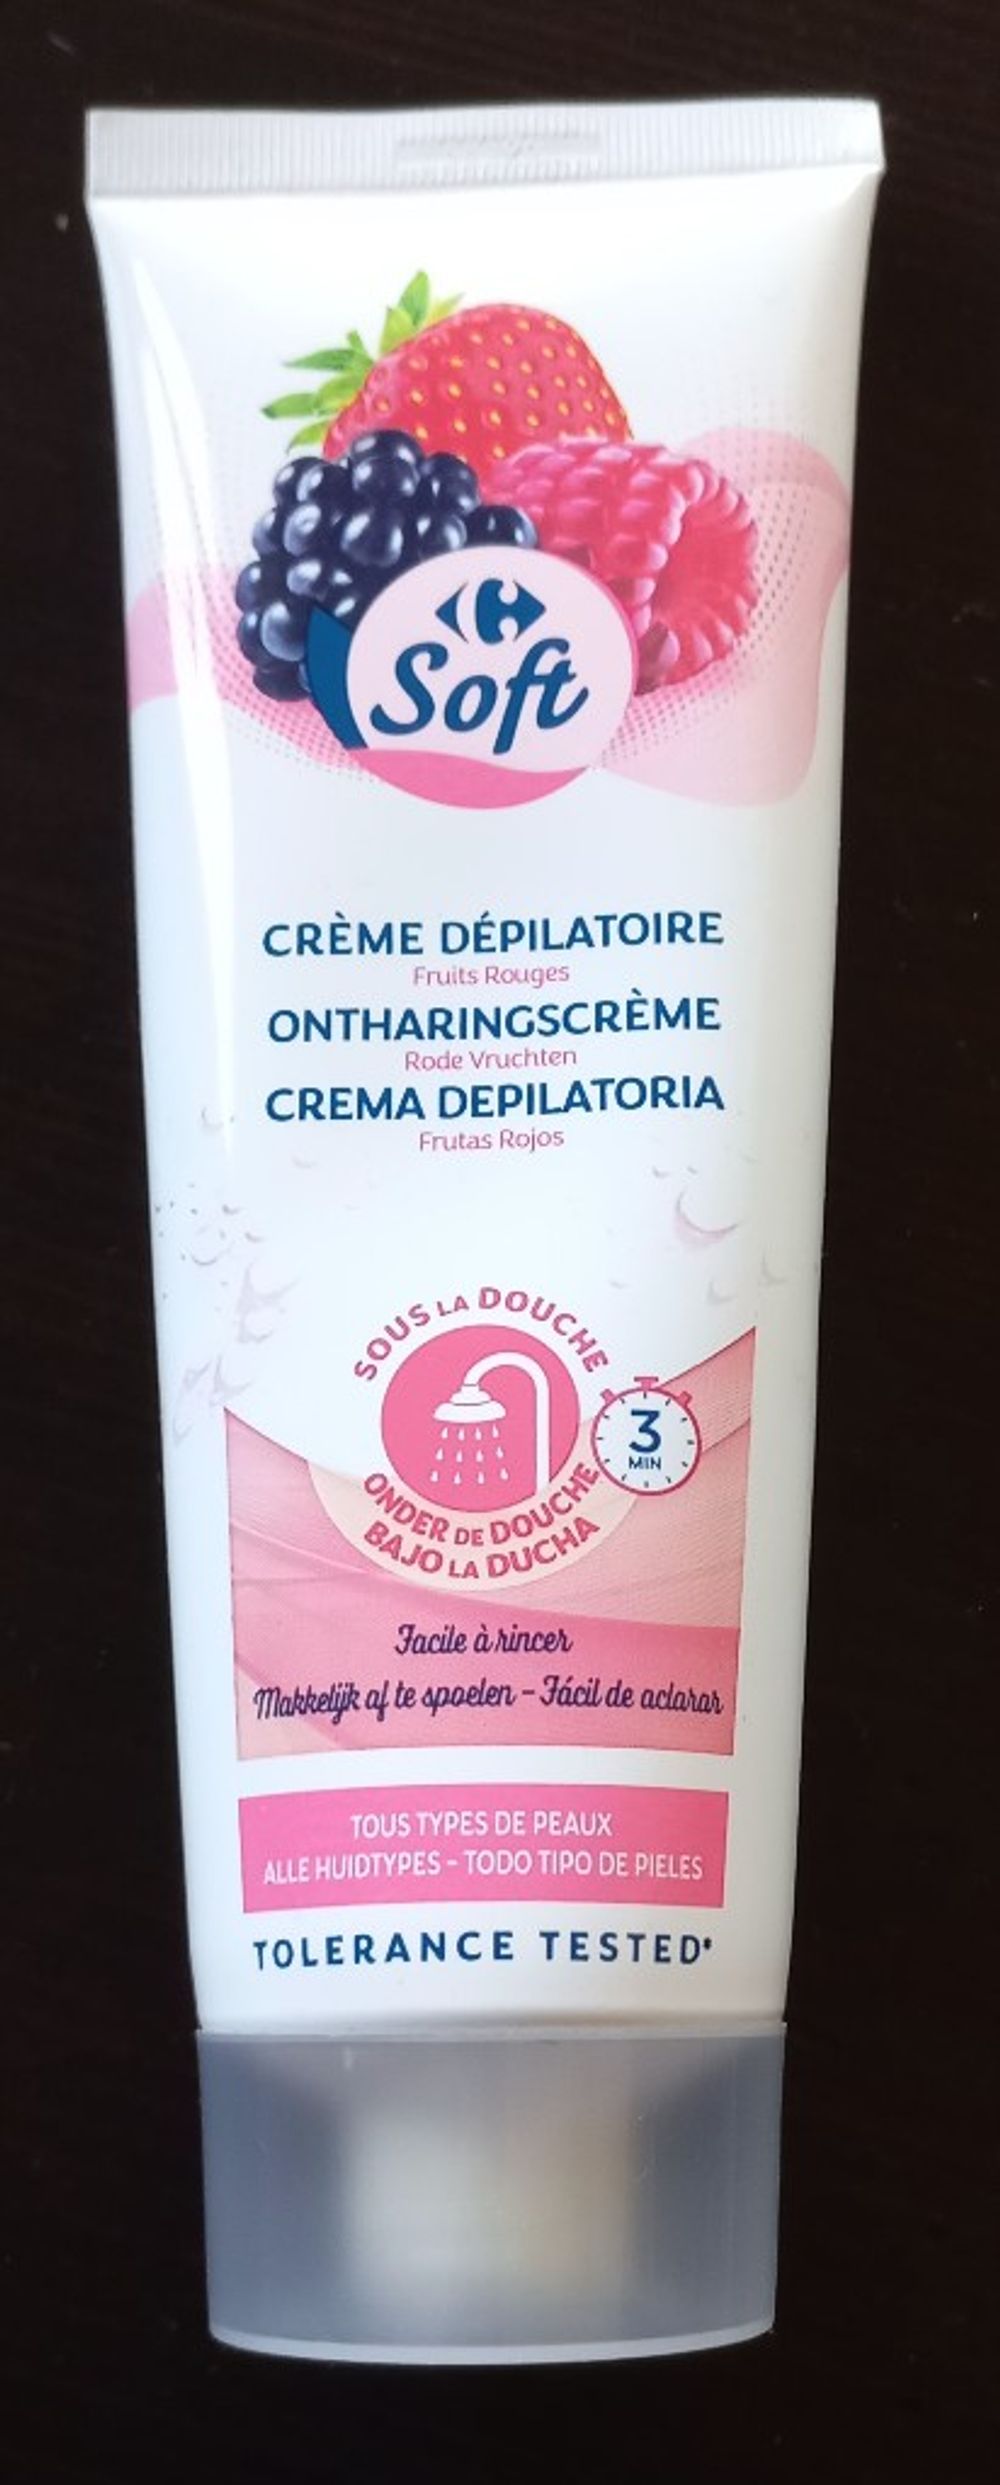 Soft
CRÈME DÉPILATOIRE
Fruits Rouges
ONTHARINGSCRÈME
Rode Vruchten
CREMA DEPILATORIA
Frutas Rojos
SOUS LA DOUCHE
3
MIN
ONDER DE DOUCHE
BAJO LA DUCHA
Facile à rincer
Makkelijk af te spoelen - Fácil de aclarar
TOUS TYPES DE PEAUX
ALLE HUIDTYPES - TODO TIPO DE PIELES
TOLERANCE TESTED*